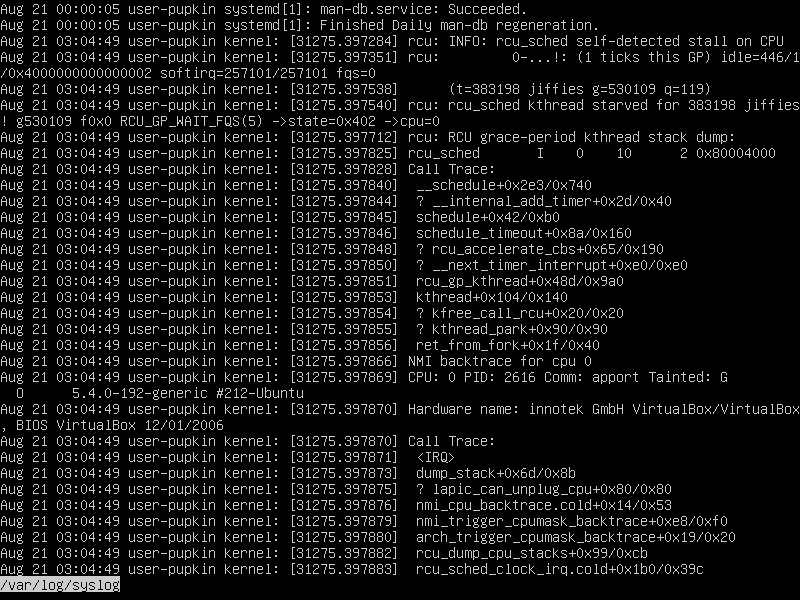 Aug 21 00:00:05 user-pupkin systemd[1]: man-db.service: Succeeded.
Aug 21 00:00:05 user-pupkin systemd[1]: Finished Daily man-db regeneration.
Aug 21 03:04:49 user-pupkin kernel: [31275.397284] rcu: INFO: rcu_sched self-detected stall on CPU
Aug 21 03:04:49 user-pupkin kernel: [31275.397351] rcu:     0-...!: (1 ticks this GP) idle=446/1
/0x4000000000000002 softirq=257101/257101 fqs=0
Aug 21 03:04:49 user-pupkin kernel: [31275.397538]      (t=383198 jiffies g=530109 q=119)
Aug 21 03:04:49 user-pupkin kernel: [31275.397540] rcu: rcu_sched kthread starved for 383198 jiffies
! g530109 f0x0 RCU_GP_WAIT_FQS(5) ->state=0x402 ->cpu=0
Aug 21 03:04:49 user-pupkin kernel: [31275.397712] rcu: RCU grace-period kthread stack dump:
Aug 21 03:04:49 user-pupkin kernel: [31275.397825] rcu_sched       I    0    10      2 0x80004000
Aug 21 03:04:49 user-pupkin kernel: [31275.397828] Call Trace:
Aug 21 03:04:49 user-pupkin kernel: [31275.397840]  __schedule+0x2e3/0x740
Aug 21 03:04:49 user-pupkin kernel: [31275.397844]  ? __internal_add_timer+0x2d/0x40
Aug 21 03:04:49 user-pupkin kernel: [31275.397845]  schedule+0x42/0xb0
Aug 21 03:04:49 user-pupkin kernel: [31275.397846]  schedule_timeout+0x8a/0x160
Aug 21 03:04:49 user-pupkin kernel: [31275.397848]  ? rcu_accelerate_cbs+0x65/0x190
Aug 21 03:04:49 user-pupkin kernel: [31275.397850]  ? __next_timer_interrupt+0xe0/0xe0
Aug 21 03:04:49 user-pupkin kernel: [31275.397851]  rcu_gp_kthread+0x48d/0x9a0
Aug 21 03:04:49 user-pupkin kernel: [31275.397853]  kthread+0x104/0x140
Aug 21 03:04:49 user-pupkin kernel: [31275.397854]  ? kfree_call_rcu+0x20/0x20
Aug 21 03:04:49 user-pupkin kernel: [31275.397855]  ? kthread_park+0x90/0x90
Aug 21 03:04:49 user-pupkin kernel: [31275.397856]  ret_from_fork+0x1f/0x40
Aug 21 03:04:49 user-pupkin kernel: [31275.397866] NMI backtrace for cpu 0
Aug 21 03:04:49 user-pupkin kernel: [31275.397869] CPU: 0 PID: 2616 Comm: apport Tainted: G
  O      5.4.0-192-generic #212-Ubuntu
Aug 21 03:04:49 user-pupkin kernel: [31275.397870] Hardware name: innotek GmbH VirtualBox/VirtualBox
, BIOS VirtualBox 12/01/2006
Aug 21 03:04:49 user-pupkin kernel: [31275.397870] Call Trace:
Aug 21 03:04:49 user-pupkin kernel: [31275.397871]  <IRQ>
Aug 21 03:04:49 user-pupkin kernel: [31275.397873]  dump_stack+0x6d/0x8b
Aug 21 03:04:49 user-pupkin kernel: [31275.397875]  ? lapic_can_unplug_cpu+0x80/0x80
Aug 21 03:04:49 user-pupkin kernel: [31275.397876]  nmi_cpu_backtrace.cold+0x14/0x53
Aug 21 03:04:49 user-pupkin kernel: [31275.397879]  nmi_trigger_cpumask_backtrace+0xe8/0xf0
Aug 21 03:04:49 user-pupkin kernel: [31275.397880]  arch_trigger_cpumask_backtrace+0x19/0x20
Aug 21 03:04:49 user-pupkin kernel: [31275.397882]  rcu_dump_cpu_stacks+0x99/0xcb
Aug 21 03:04:49 user-pupkin kernel: [31275.397883]  rcu_sched_clock_irq.cold+0x1b0/0x39c
/var/log/syslog